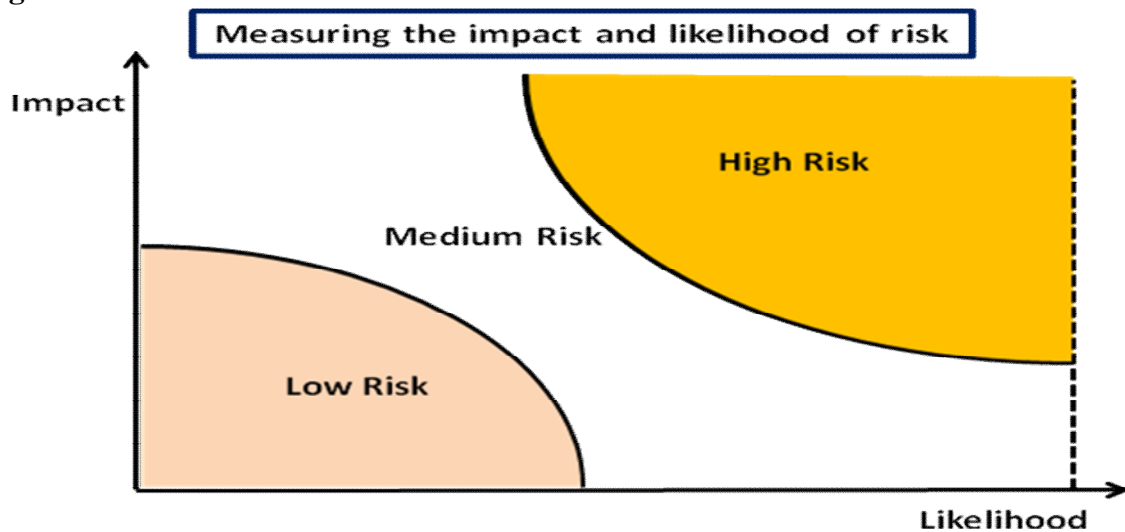 Measuring the impact and likelihood of risk
Impact
High Risk
Medium Risk
Low Risk
Likelihood